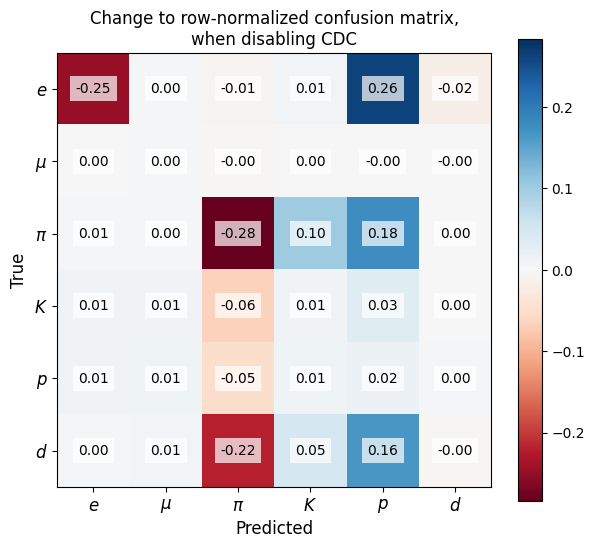 Change to row-normalized confusion matrix,
when disabling CDC
e -0.25 0.00 -0.01 0.01 0.26 -0.02
μ 0.00 0.00 -0.00 0.00 -0.00 -0.00
π 0.01 0.00 -0.28 0.10 0.18 0.00
K 0.01 0.01 -0.06 0.01 0.03 0.00
p 0.01 0.01 -0.05 0.01 0.02 0.00
d 0.00 0.01 -0.22 0.05 0.16 -0.00
e μ π K p d
Predicted
True
0.2
0.1
0.0
−0.1
−0.2